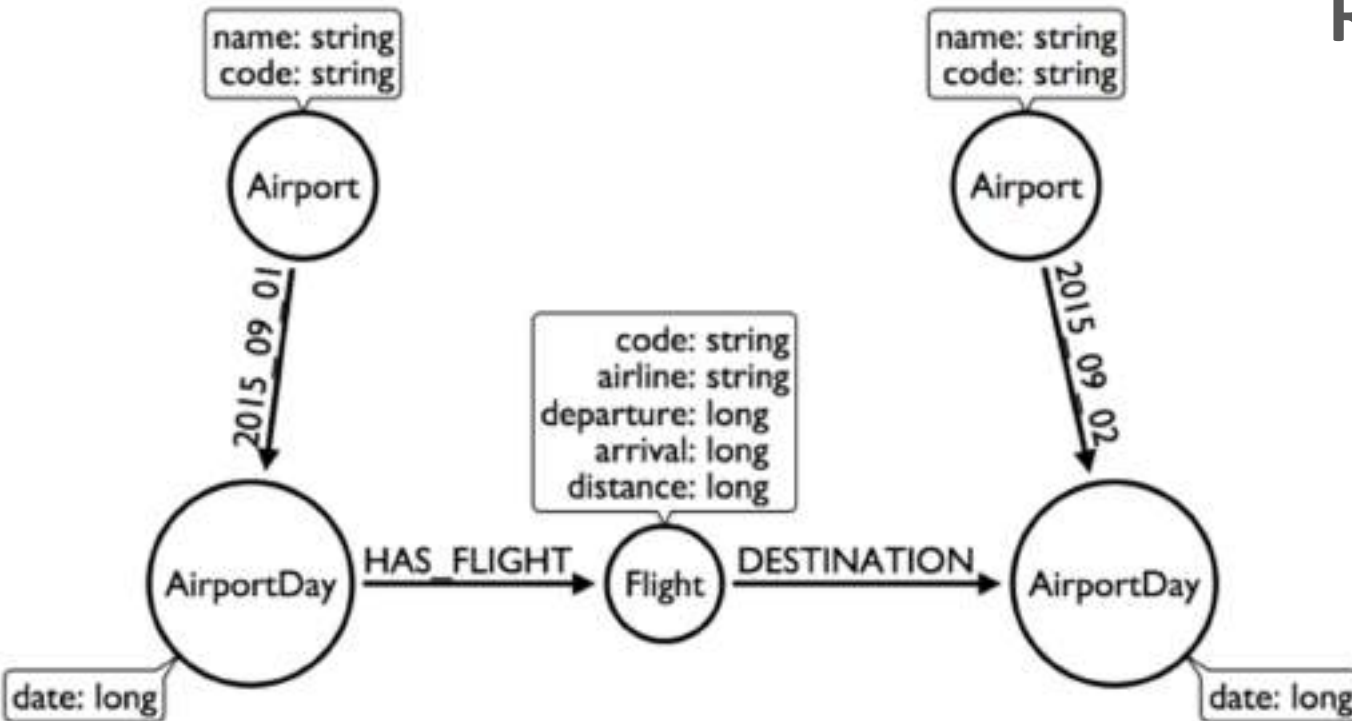 name: string
code: string
name: string
code: string
Airport
Airport
2015_09_01
2015_09_02
code: string
airline: string
departure: long
arrival: long
distance: long
HAS_FLIGHT
DESTINATION
AirportDay
Flight
AirportDay
date: long
date: long